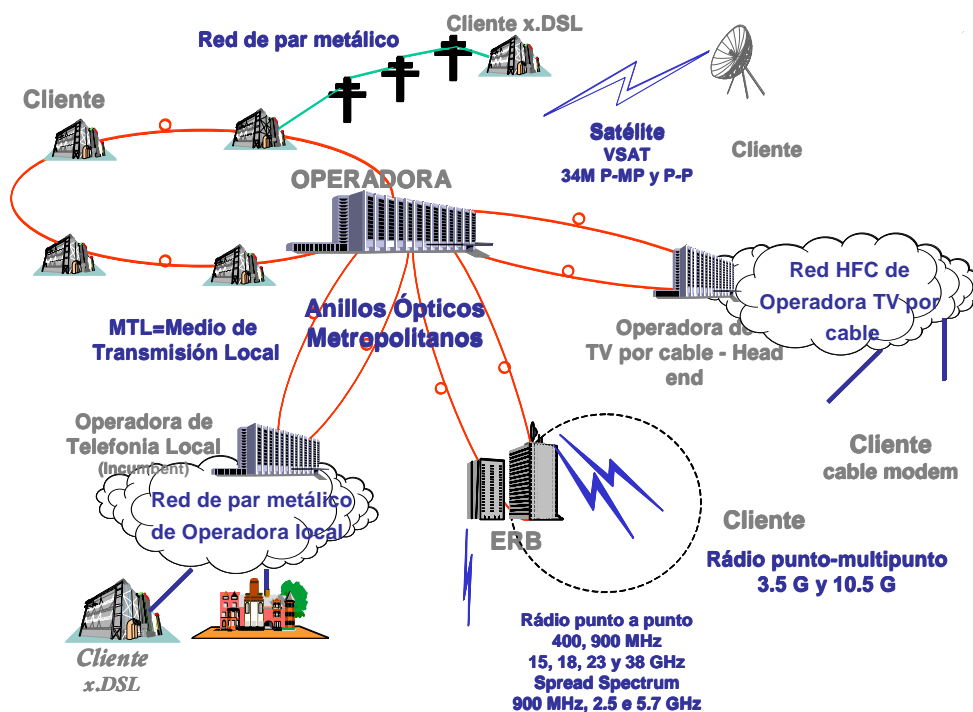 Cliente x.DSL
Red de par metálico
Cliente
Satélite
VSAT
34M P-MP y P-P
Cliente
OPERADORA
Red HFC de
Operadora TV por
cable
Anillos Ópticos
Metropolitanos
MTL=Medio de
Transmisión Local
Operadora de
TV por cable - Head
end
Operadora de
Telefonia Local
(Incumbent)
Red de par metálico
de Operadora local
Cliente
cable modem
ERB
Cliente
Rádio punto-multipunto
3.5 G y 10.5 G
Rádio punto a punto
400, 900 MHz
15, 18, 23 y 38 GHz
Spread Spectrum
900 MHz, 2.5 e 5.7 GHz
Cliente
x.DSL